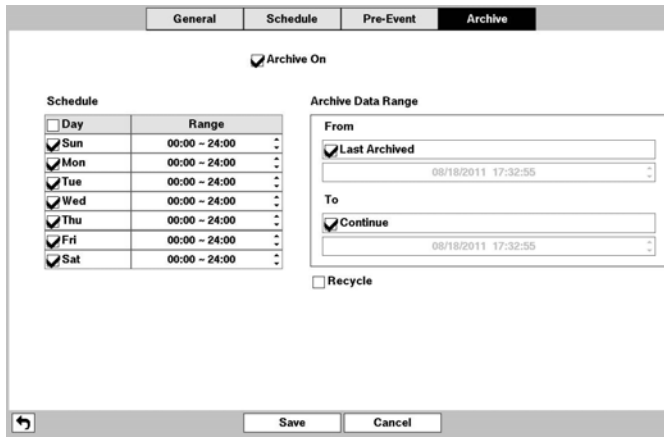 General Schedule Pre-Event Archive
Archive On
Schedule
Day Range
Sun 00:00 ~ 24:00
Mon 00:00 ~ 24:00
Tue 00:00 ~ 24:00
Wed 00:00 ~ 24:00
Thu 00:00 ~ 24:00
Fri 00:00 ~ 24:00
Sat 00:00 ~ 24:00
Archive Data Range
From
Last Archived
08/18/2011 17:32:55
To
Continue
08/18/2011 17:32:55
Recycle
Save Cancel